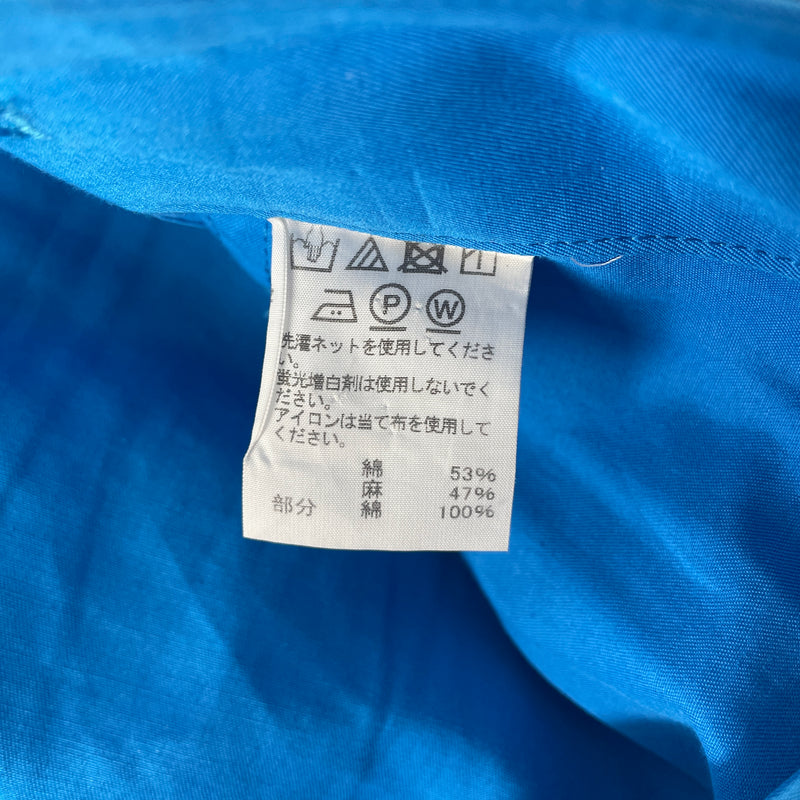 P W
洗濯ネットを使用してくださ
い。
蛍光増白剤は使用しないでく
ださい。
アイロンは当て布を使用して
ください。
綿 53%
麻 47%
部分 綿 100%